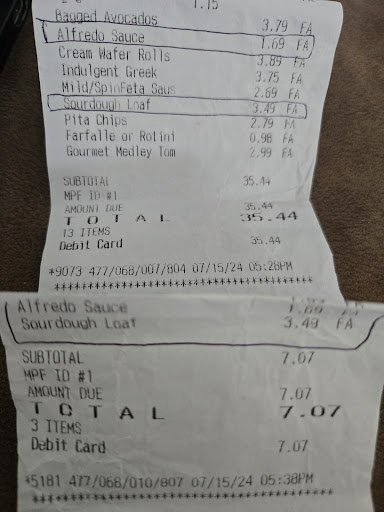 1.15
Bagged Avocados 3.79 FA
Alfredo Sauce 1.69 FA
Cream Wafer Rolls 3.89 FA
Indulgent Greek 3.75 FA
Mild/SpinFeta Saus 2.69 FA
Sourdough Loaf 3.49 FA
Pita Chips 2.79 FA
Farfalle or Rotini 0.98 FA
Gourmet Medley Tom 2.99 FA
SUBTOTAL 35.44
MPF ID #1
AMOUNT DUE 35.44
T O T A L 35.44
13 ITEMS
Debit Card 35.44
*9073 477/068/007/804 07/15/24 05:28PM
****************************************
Alfredo Sauce 1.69
Sourdough Loaf 3.49 FA
SUBTOTAL 7.07
MPF ID #1
AMOUNT DUE 7.07
T O T A L 7.07
3 ITEMS
Debit Card 7.07
*5181 477/068/010/807 07/15/24 05:38PM
****************************************